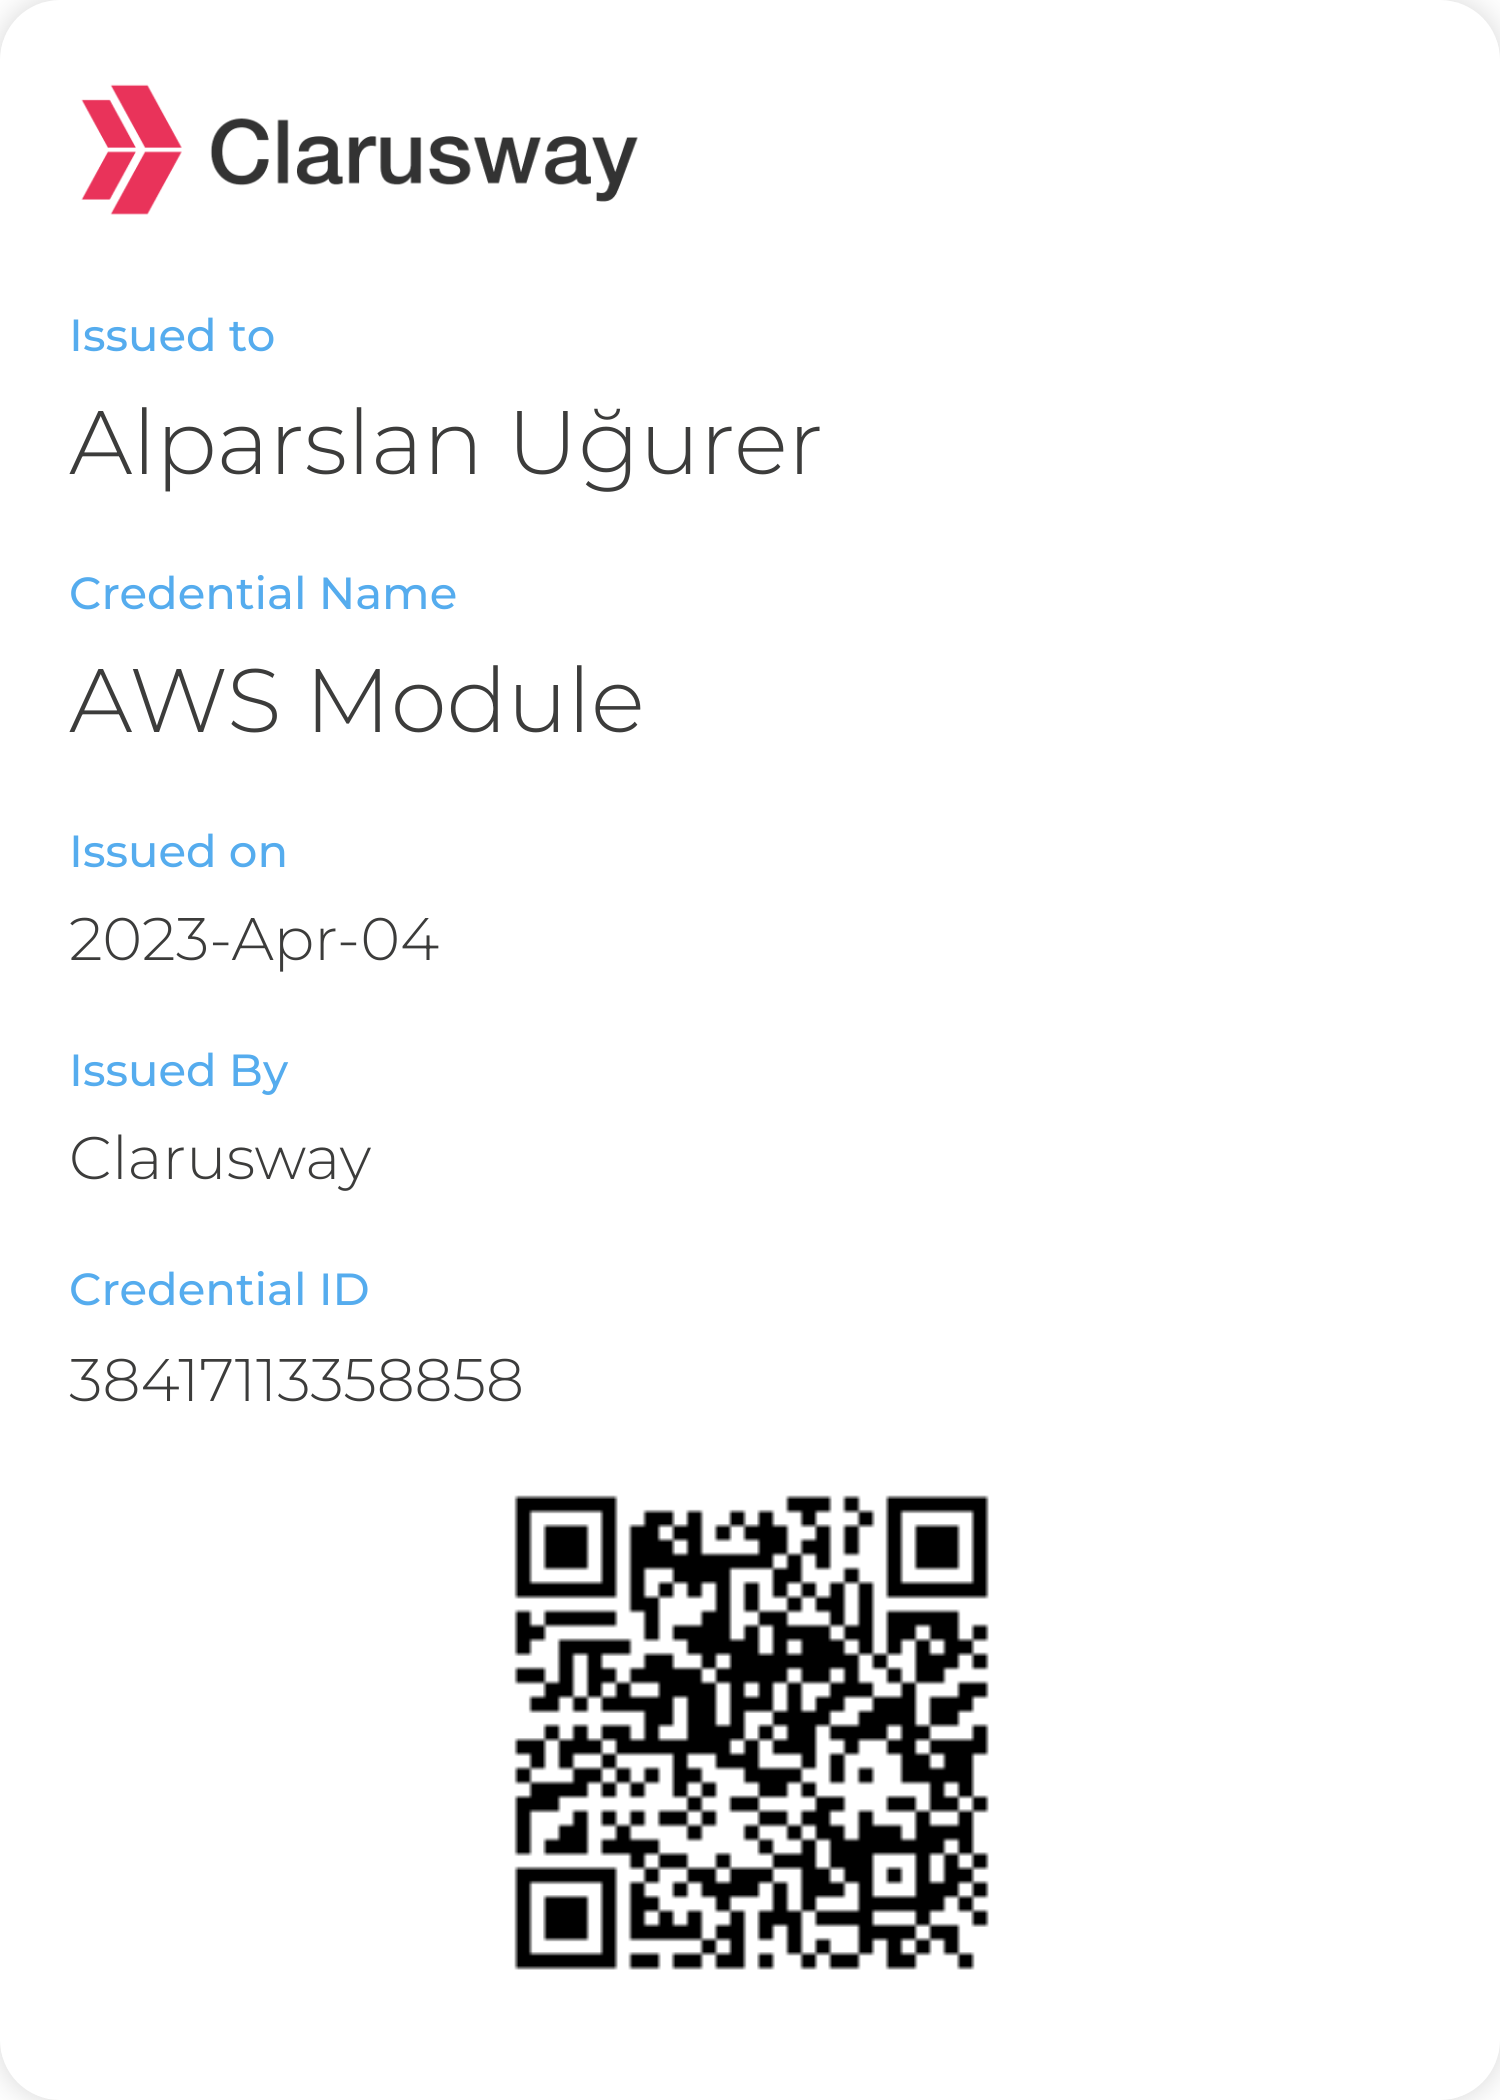 Clarusway
Issued to
Alparslan Uğurer
Credential Name
AWS Module
Issued on
2023-Apr-04
Issued By
Clarusway
Credential ID
38417113358858